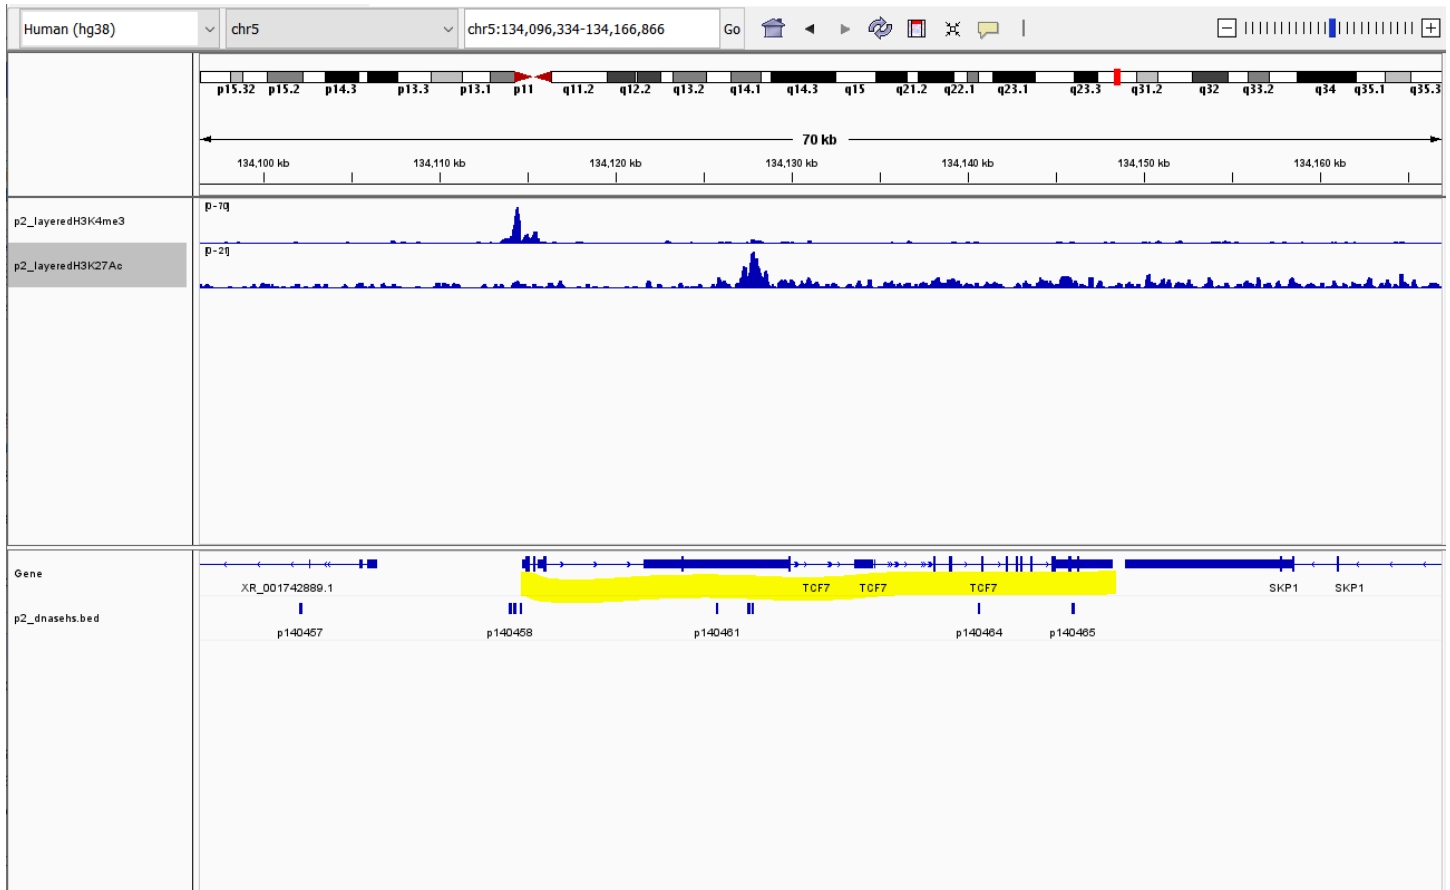 Human (hg38) chr5 chr5:134,096,334-134,166,866 Go
p15.32 p15.2 p14.3 p13.3 p13.1 p11 q11.2 q12.2 q13.2 q14.1 q14.3 q15 q21.2 q22.1 q23.1 q23.3 q31.2 q32 q33.2 q34 q35.1 q35.3
70 kb
134,100 kb 134,110 kb 134,120 kb 134,130 kb 134,140 kb 134,150 kb 134,160 kb
[0-70]
p2_layeredH3K4me3
[0-21]
p2_layeredH3K27Ac
Gene
XR_001742889.1 TCF7 TCF7 TCF7 SKP1 SKP1
p2_dnasehs.bed
p140457 p140458 p140461 p140464 p140465